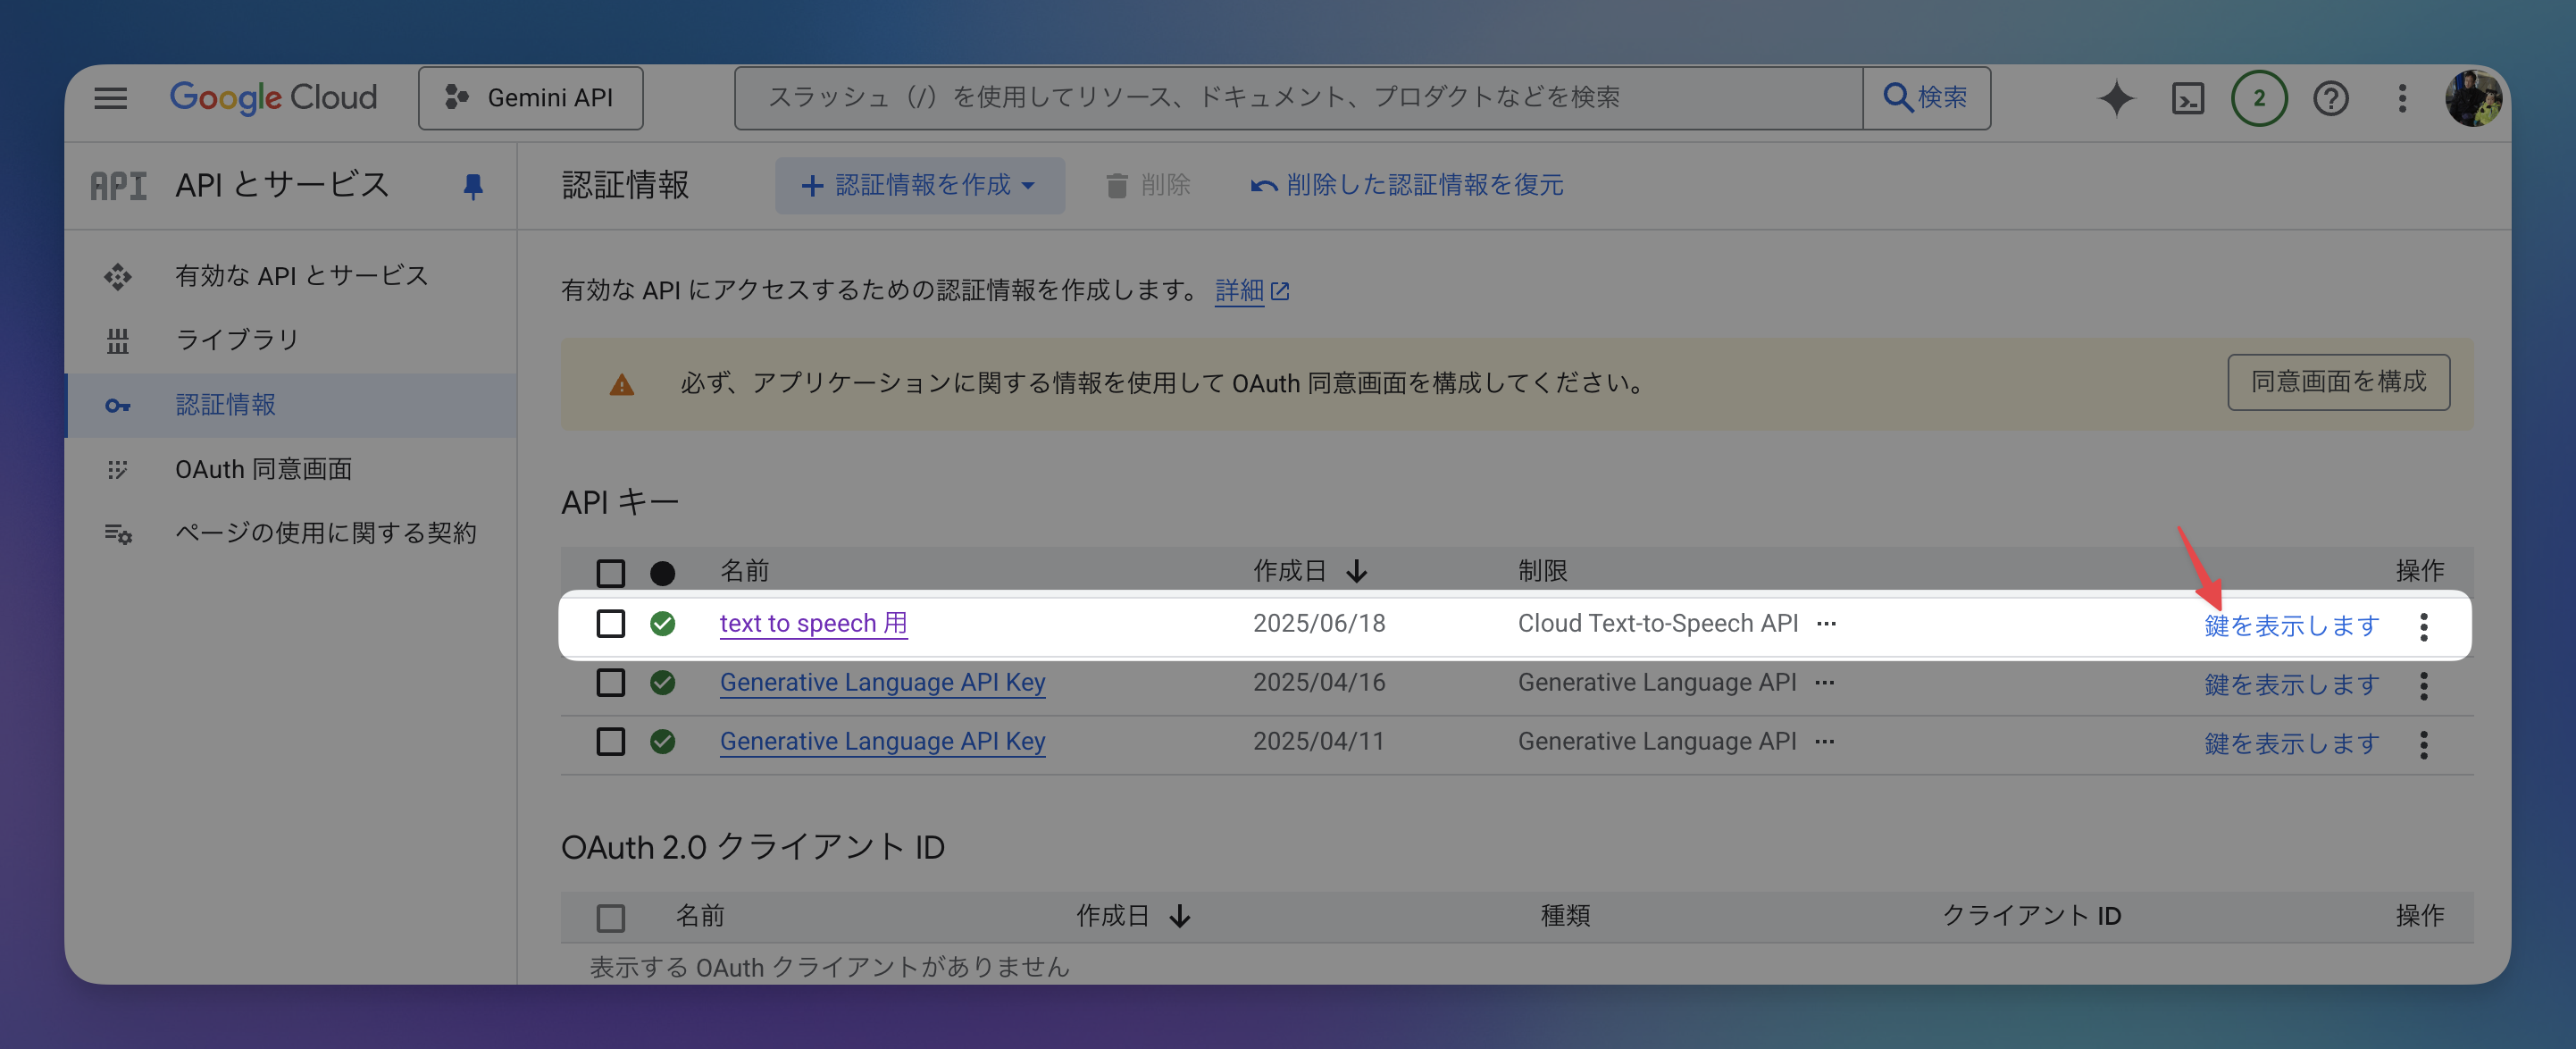 Google Cloud
Gemini API
スラッシュ（/）を使用してリソース、ドキュメント、プロダクトなどを検索
検索
2
API API とサービス
認証情報
認証情報を作成
削除
削除した認証情報を復元
有効な API とサービス
ライブラリ
認証情報
OAuth 同意画面
ページの使用に関する契約
有効な API にアクセスするための認証情報を作成します。 詳細
必ず、アプリケーションに関する情報を使用して OAuth 同意画面を構成してください。
同意画面を構成
API キー
名前 作成日 制限 操作
text to speech 用 2025/06/18 Cloud Text-to-Speech API 鍵を表示します
Generative Language API Key 2025/04/16 Generative Language API 鍵を表示します
Generative Language API Key 2025/04/11 Generative Language API 鍵を表示します
OAuth 2.0 クライアント ID
名前 作成日 種類 クライアント ID 操作
表示する OAuth クライアントがありません